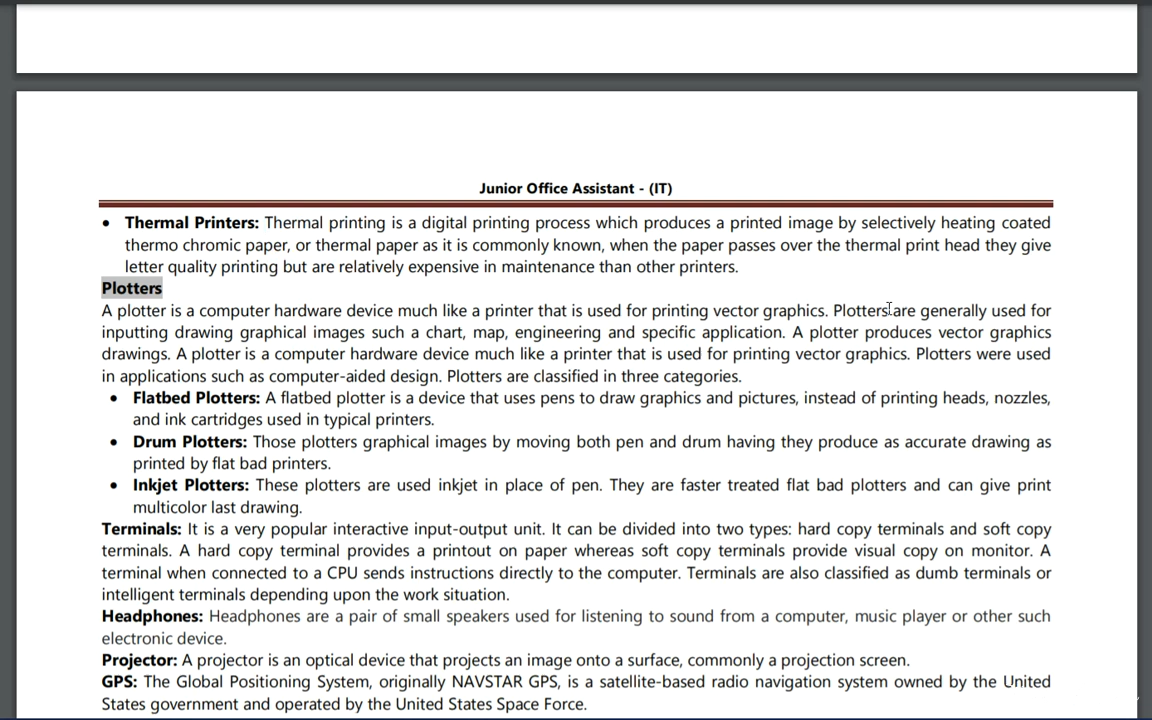 Junior Office Assistant - (IT)
• Thermal Printers: Thermal printing is a digital printing process which produces a printed image by selectively heating coated
thermo chromic paper, or thermal paper as it is commonly known, when the paper passes over the thermal print head they give
letter quality printing but are relatively expensive in maintenance than other printers.
Plotters
A plotter is a computer hardware device much like a printer that is used for printing vector graphics. Plotters are generally used for
inputting drawing graphical images such a chart, map, engineering and specific application. A plotter produces vector graphics
drawings. A plotter is a computer hardware device much like a printer that is used for printing vector graphics. Plotters were used
in applications such as computer-aided design. Plotters are classified in three categories.
• Flatbed Plotters: A flatbed plotter is a device that uses pens to draw graphics and pictures, instead of printing heads, nozzles,
and ink cartridges used in typical printers.
• Drum Plotters: Those plotters graphical images by moving both pen and drum having they produce as accurate drawing as
printed by flat bad printers.
• Inkjet Plotters: These plotters are used inkjet in place of pen. They are faster treated flat bad plotters and can give print
multicolor last drawing.
Terminals: It is a very popular interactive input-output unit. It can be divided into two types: hard copy terminals and soft copy
terminals. A hard copy terminal provides a printout on paper whereas soft copy terminals provide visual copy on monitor. A
terminal when connected to a CPU sends instructions directly to the computer. Terminals are also classified as dumb terminals or
intelligent terminals depending upon the work situation.
Headphones: Headphones are a pair of small speakers used for listening to sound from a computer, music player or other such
electronic device.
Projector: A projector is an optical device that projects an image onto a surface, commonly a projection screen.
GPS: The Global Positioning System, originally NAVSTAR GPS, is a satellite-based radio navigation system owned by the United
States government and operated by the United States Space Force.